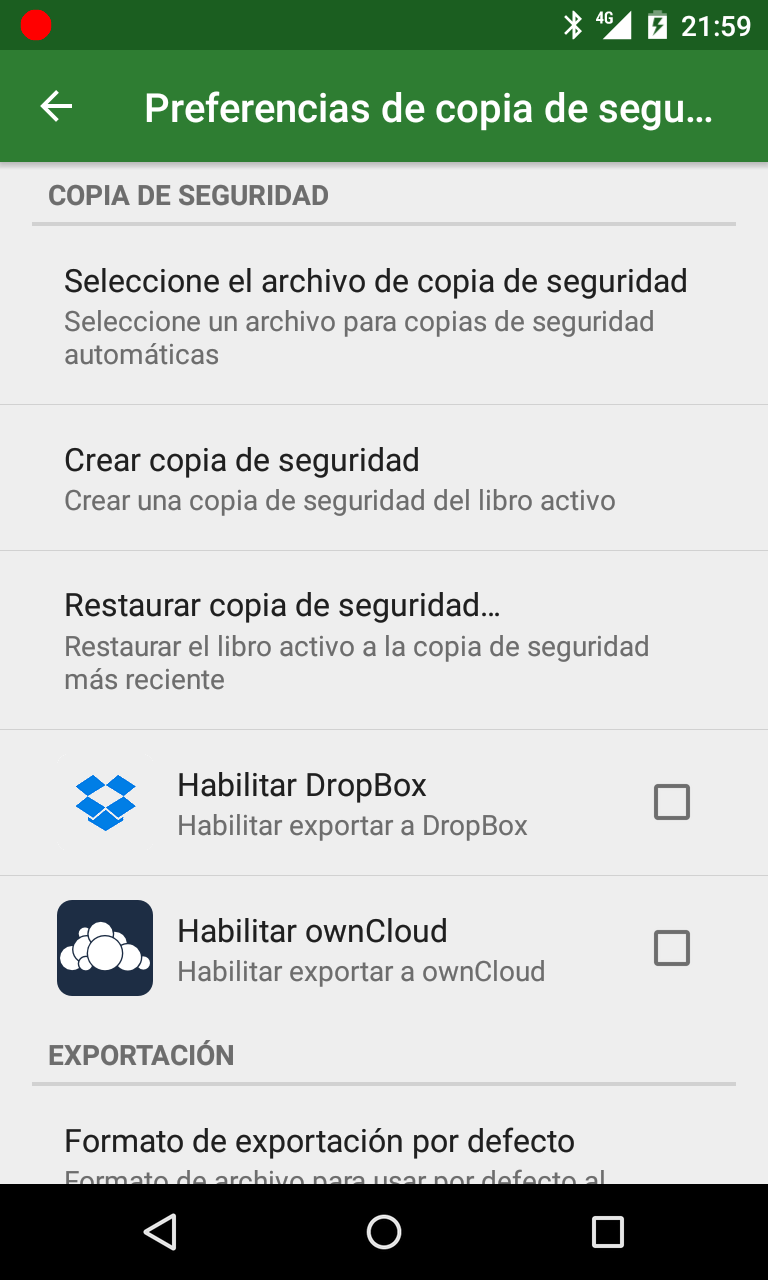 4G 21:59
Preferencias de copia de segu...
COPIA DE SEGURIDAD
Seleccione el archivo de copia de seguridad
Seleccione un archivo para copias de seguridad
automáticas
Crear copia de seguridad
Crear una copia de seguridad del libro activo
Restaurar copia de seguridad...
Restaurar el libro activo a la copia de seguridad
más reciente
Habilitar DropBox
Habilitar exportar a DropBox
Habilitar ownCloud
Habilitar exportar a ownCloud
EXPORTACIÓN
Formato de exportación por defecto
Formato de archivo para usar por defecto al